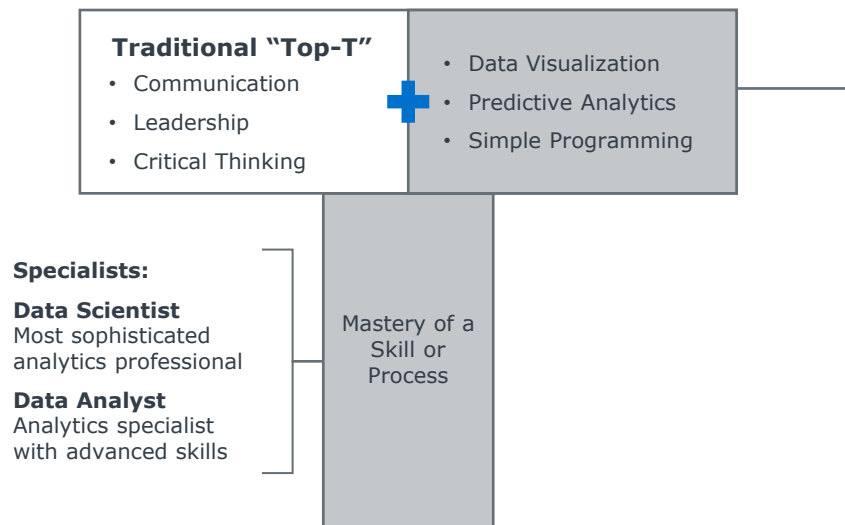 Traditional “Top-T”
• Communication
• Leadership
• Critical Thinking
• Data Visualization
• Predictive Analytics
• Simple Programming
Specialists:
Data Scientist
Most sophisticated
analytics professional
Data Analyst
Analytics specialist
with advanced skills
Mastery of a
Skill or
Process